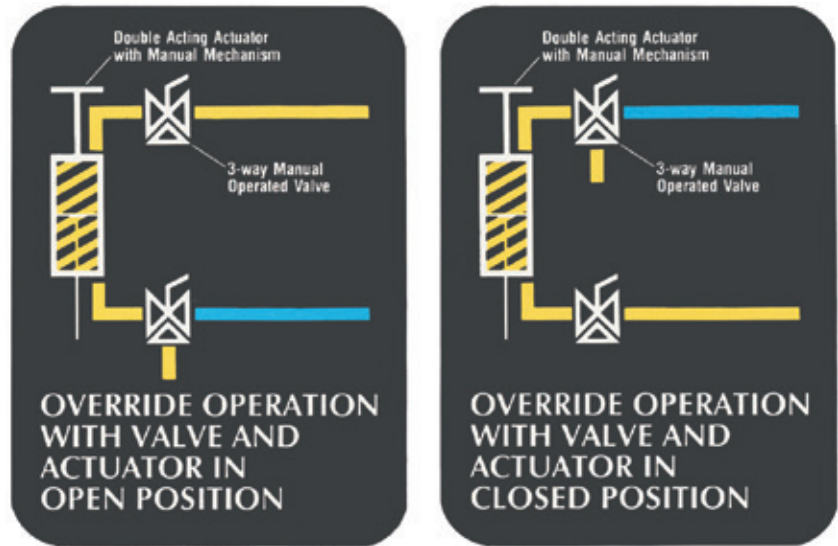 Double Acting Actuator
with Manual Mechanism
3-way Manual
Operated Valve
OVERRIDE OPERATION
WITH VALVE AND
ACTUATOR IN
OPEN POSITION
Double Acting Actuator
with Manual Mechanism
3-way Manual
Operated Valve
OVERRIDE OPERATION
WITH VALVE AND
ACTUATOR IN
CLOSED POSITION